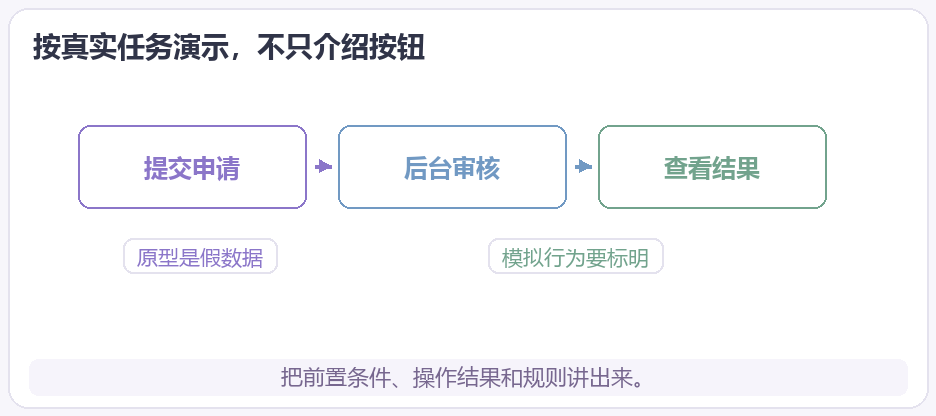 按真实任务演示，不只介绍按钮
提交申请
后台审核
查看结果
原型是假数据
模拟行为要标明
把前置条件、操作结果和规则讲出来。